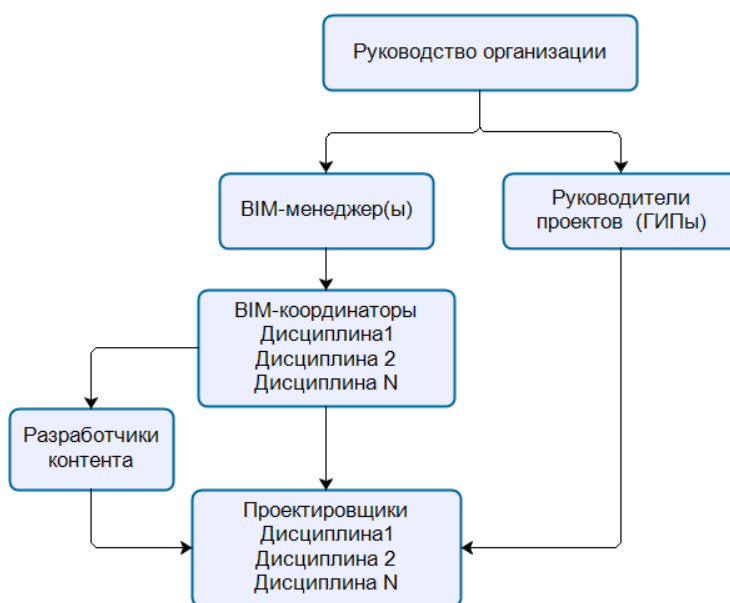 Руководство организации
BIM-менеджер(ы)
Руководители
проектов (ГИПы)
BIM-координаторы
Дисциплина1
Дисциплина 2
Дисциплина N
Разработчики
контента
Проектировщики
Дисциплина1
Дисциплина 2
Дисциплина N